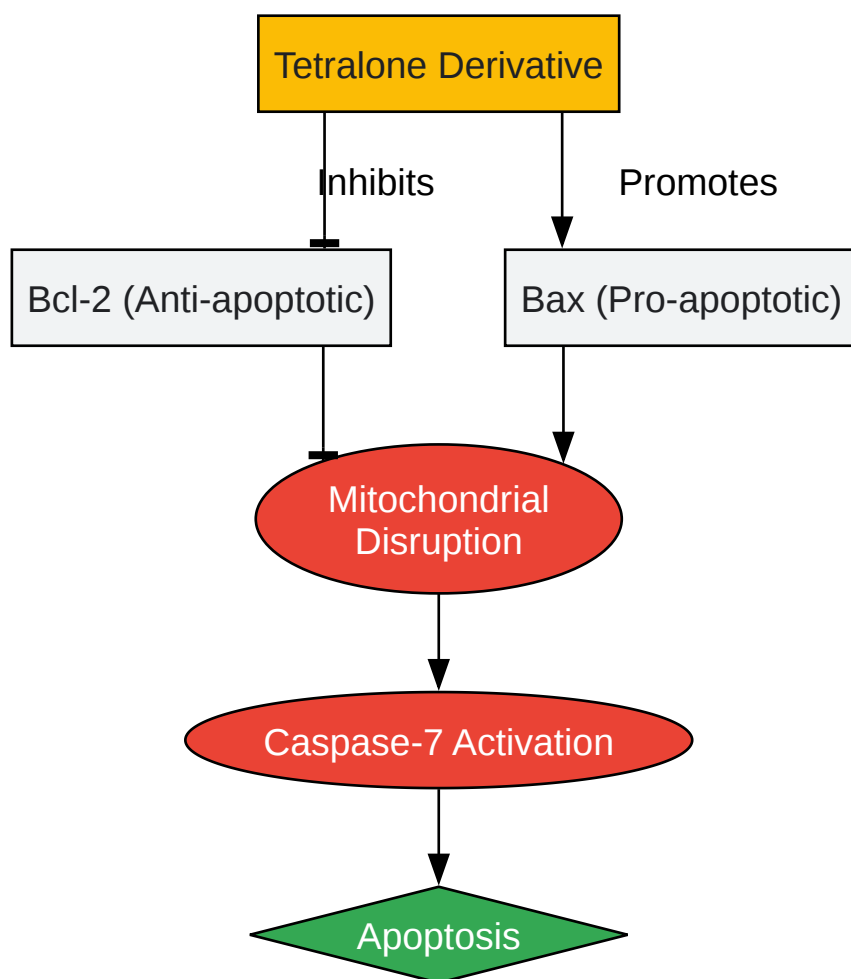 Tetralone Derivative
Inhibits
Promotes
Bcl-2 (Anti-apoptotic)
Bax (Pro-apoptotic)
Mitochondrial
Disruption
Caspase-7 Activation
Apoptosis